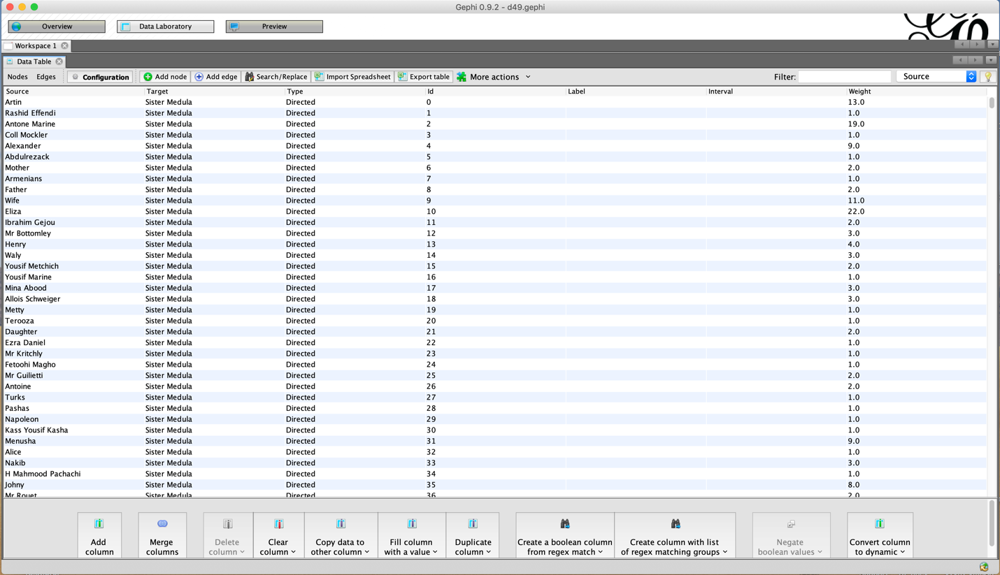 Gephi 0.9.2 - d49.gephi
Overview Data Laboratory Preview
Workspace 1
Data Table
Nodes Edges Configuration Add node Add edge Search/Replace Import Spreadsheet Export table More actions Filter: Source
Source Target Type Id Label Interval Weight
Artin Sister Medula Directed 0 13.0
Rashid Effendi Sister Medula Directed 1 1.0
Antone Marine Sister Medula Directed 2 19.0
Coll Mockler Sister Medula Directed 3 1.0
Alexander Sister Medula Directed 4 9.0
Abdulrezack Sister Medula Directed 5 1.0
Mother Sister Medula Directed 6 2.0
Armenians Sister Medula Directed 7 1.0
Father Sister Medula Directed 8 2.0
Wife Sister Medula Directed 9 11.0
Eliza Sister Medula Directed 10 22.0
Ibrahim Gejou Sister Medula Directed 11 2.0
Mr Bottomley Sister Medula Directed 12 3.0
Henry Sister Medula Directed 13 4.0
Waly Sister Medula Directed 14 3.0
Yousif Metchich Sister Medula Directed 15 2.0
Yousif Marine Sister Medula Directed 16 1.0
Mina Abood Sister Medula Directed 17 3.0
Allois Schweiger Sister Medula Directed 18 3.0
Metty Sister Medula Directed 19 1.0
Terooza Sister Medula Directed 20 1.0
Daughter Sister Medula Directed 21 2.0
Ezra Daniel Sister Medula Directed 22 1.0
Mr Kritchly Sister Medula Directed 23 1.0
Fetoohi Magho Sister Medula Directed 24 1.0
Mr Guilietti Sister Medula Directed 25 2.0
Antoine Sister Medula Directed 26 2.0
Turks Sister Medula Directed 27 1.0
Pashas Sister Medula Directed 28 1.0
Napoleon Sister Medula Directed 29 1.0
Kass Yousif Kasha Sister Medula Directed 30 1.0
Menusha Sister Medula Directed 31 9.0
Alice Sister Medula Directed 32 1.0
Nakib Sister Medula Directed 33 3.0
H Mahmood Pachachi Sister Medula Directed 34 1.0
Johny Sister Medula Directed 35 8.0
Mr Rouet Sister Medula Directed 36 2.0
Add column
Merge columns
Delete column
Clear column
Copy data to other column
Fill column with a value
Duplicate column
Create a boolean column from regex match
Create column with list of regex matching groups
Negate boolean values
Convert column to dynamic